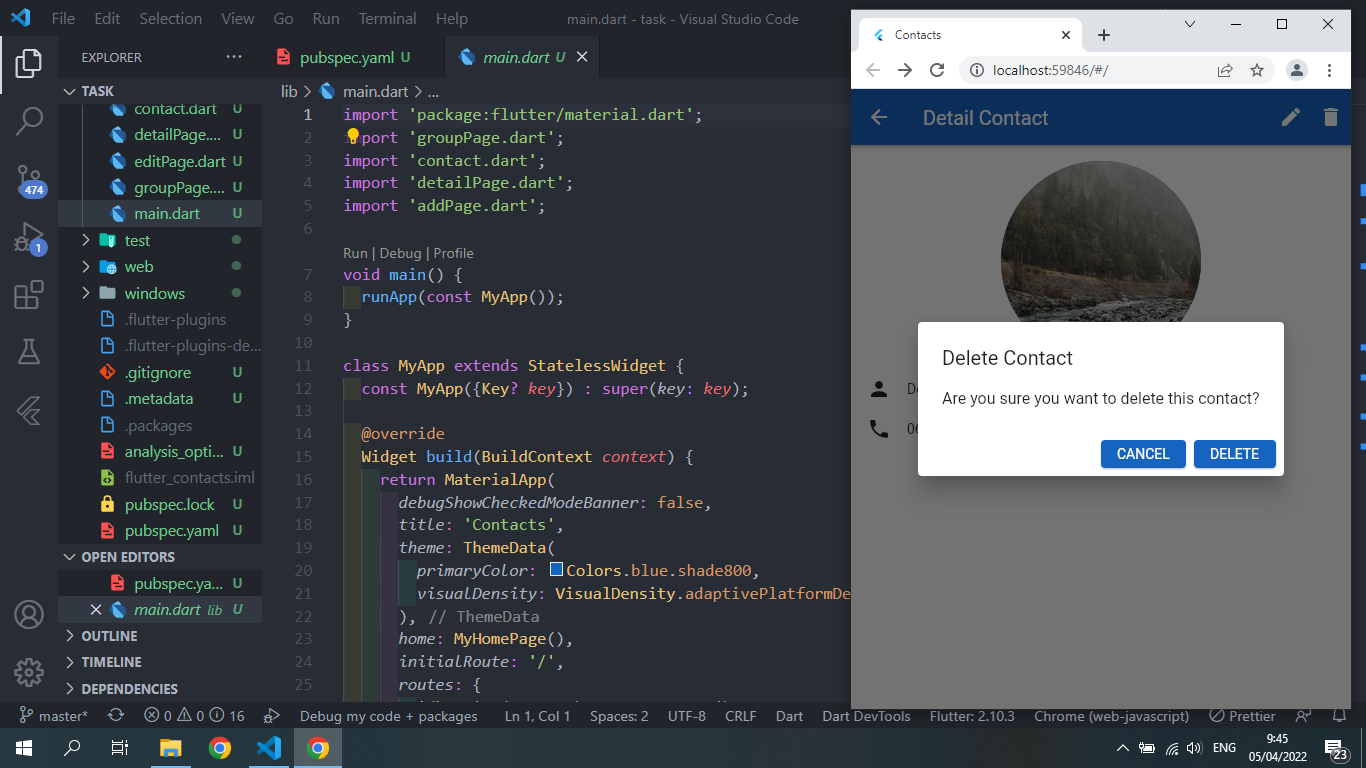 File Edit Selection View Go Run Terminal Help
main.dart - task - Visual Studio Code
EXPLORER
TASK
contact.dart
detailPage.... U
editPage.dart U
groupPage.... U
main.dart U
test
web
windows
.flutter-plugins
.flutter-plugins-de...
.gitignore U
.metadata U
.packages
analysis_opti... U
flutter_contacts.iml
pubspec.lock U
pubspec.yaml U
OPEN EDITORS
pubspec.ya... U
main.dart lib U
OUTLINE
TIMELINE
DEPENDENCIES
474
1
pubspec.yaml U
main.dart U
lib > main.dart > ...
1 import 'package:flutter/material.dart';
2 import 'groupPage.dart';
3 import 'contact.dart';
4 import 'detailPage.dart';
5 import 'addPage.dart';
6
Run | Debug | Profile
7 void main() {
8 runApp(const MyApp());
9 }
10
11 class MyApp extends StatelessWidget {
12 const MyApp({Key? key}) : super(key: key);
13
14 @override
15 Widget build(BuildContext context) {
16 return MaterialApp(
17 debugShowCheckedModeBanner: false,
18 title: 'Contacts',
19 theme: ThemeData(
20 primaryColor: Colors.blue.shade800,
21 visualDensity: VisualDensity.adaptivePlatformDe
22 ), // ThemeData
23 home: MyHomePage(),
24 initialRoute: '/',
25 routes: {
Contacts
localhost:59846/#/
Detail Contact
Delete Contact
Are you sure you want to delete this contact?
CANCEL DELETE
06
master* 0 0 16 Debug my code + packages Ln 1, Col 1 Spaces: 2 UTF-8 CRLF Dart Dart DevTools Flutter: 2.10.3 Chrome (web-javascript) Prettier
ENG
9:45
05/04/2022
23